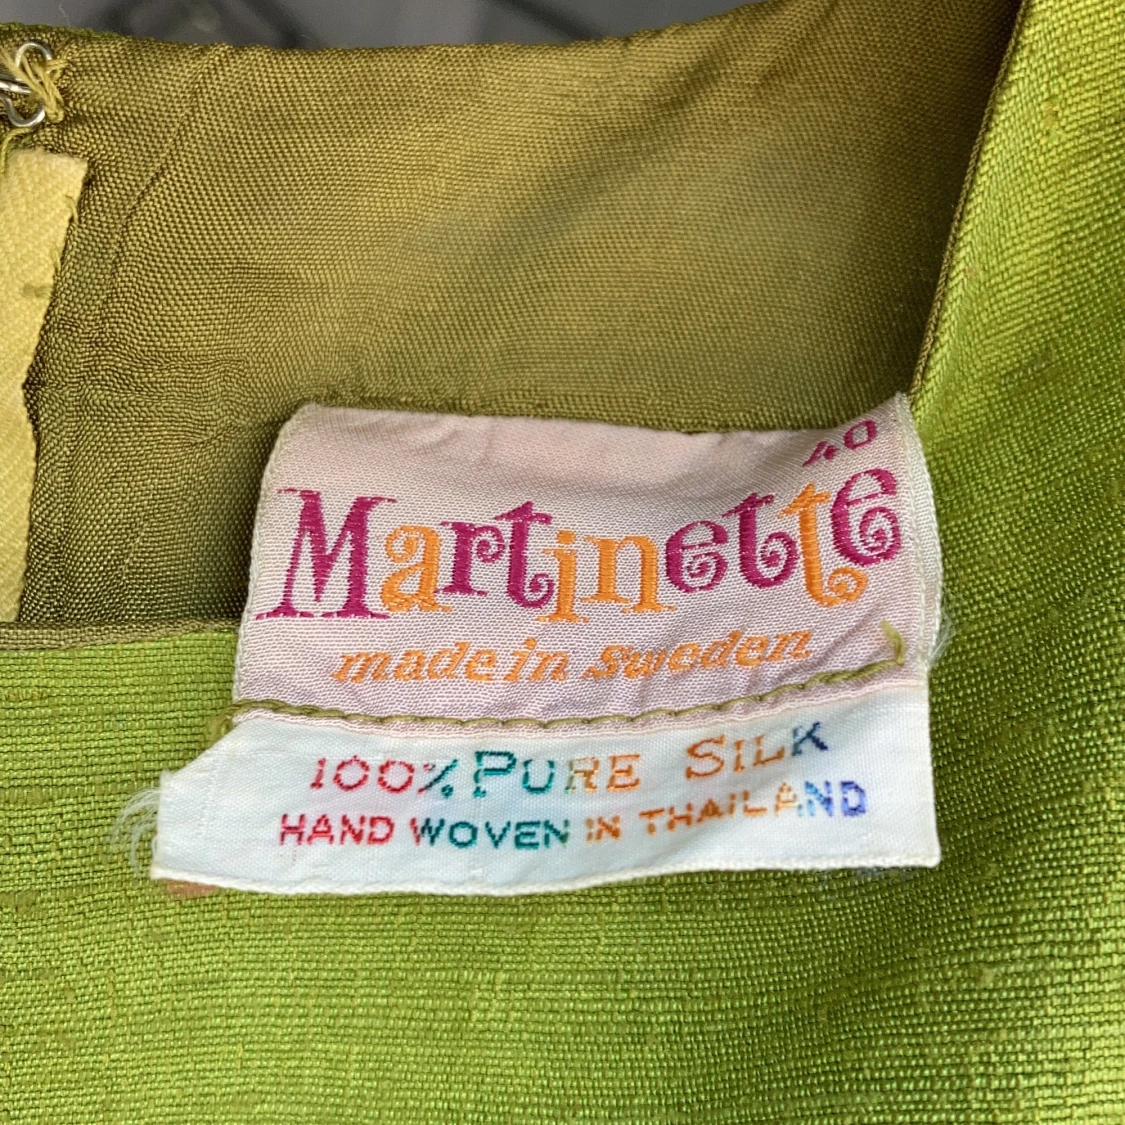 40
Martinette
made in Sweden
100% PURE SILK
HAND WOVEN IN THAILAND